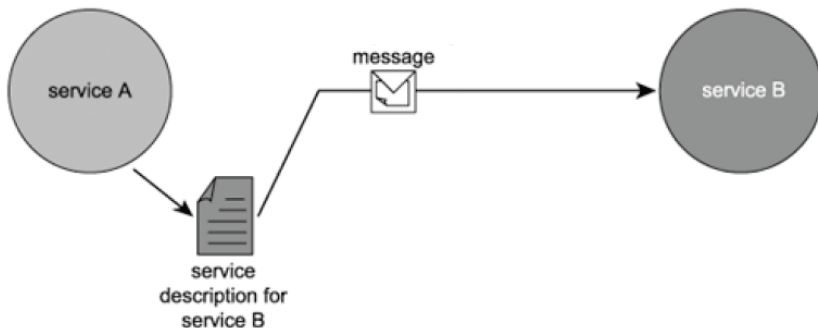 message
service A
service B
service
description for
service B